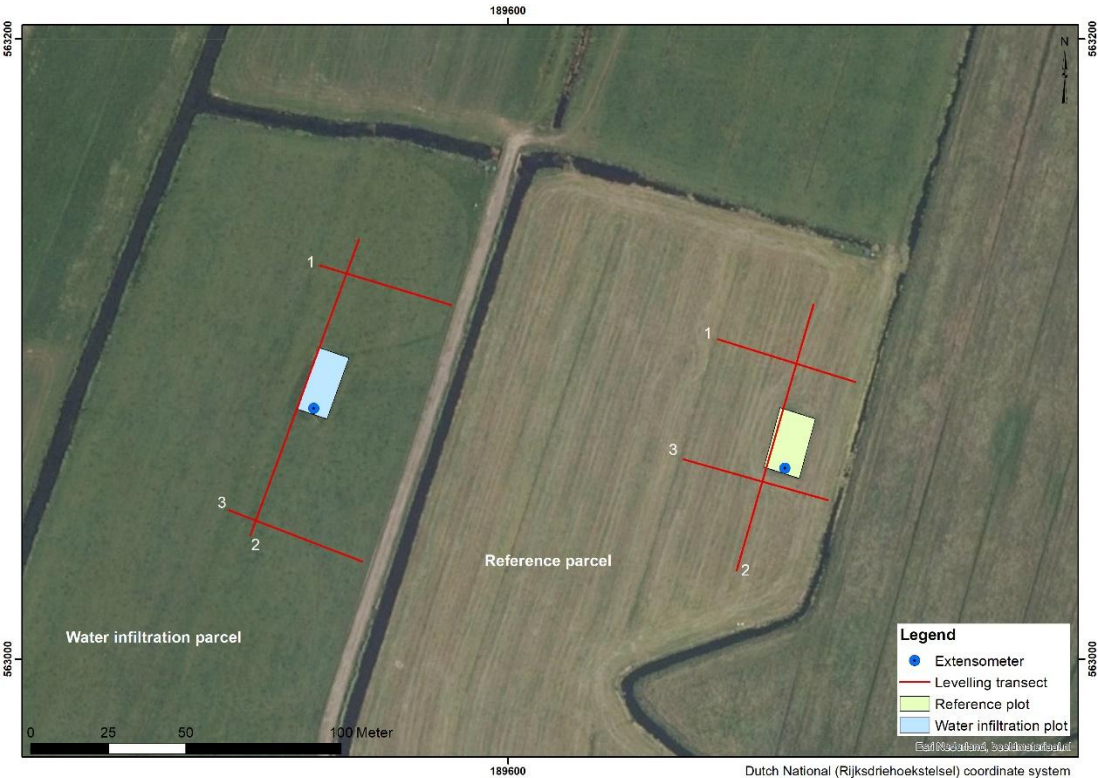 189600
563200
563200
N
1
1
3
3
2
2
Reference parcel
Water infiltration parcel
563000
563000
0 25 50 100 Meter
Legend
Extensometer
Levelling transect
Reference plot
Water infiltration plot
Esri Nederland, beeldmateriaal.nl
189600
Dutch National (Rijksdriehoekstelsel) coordinate system